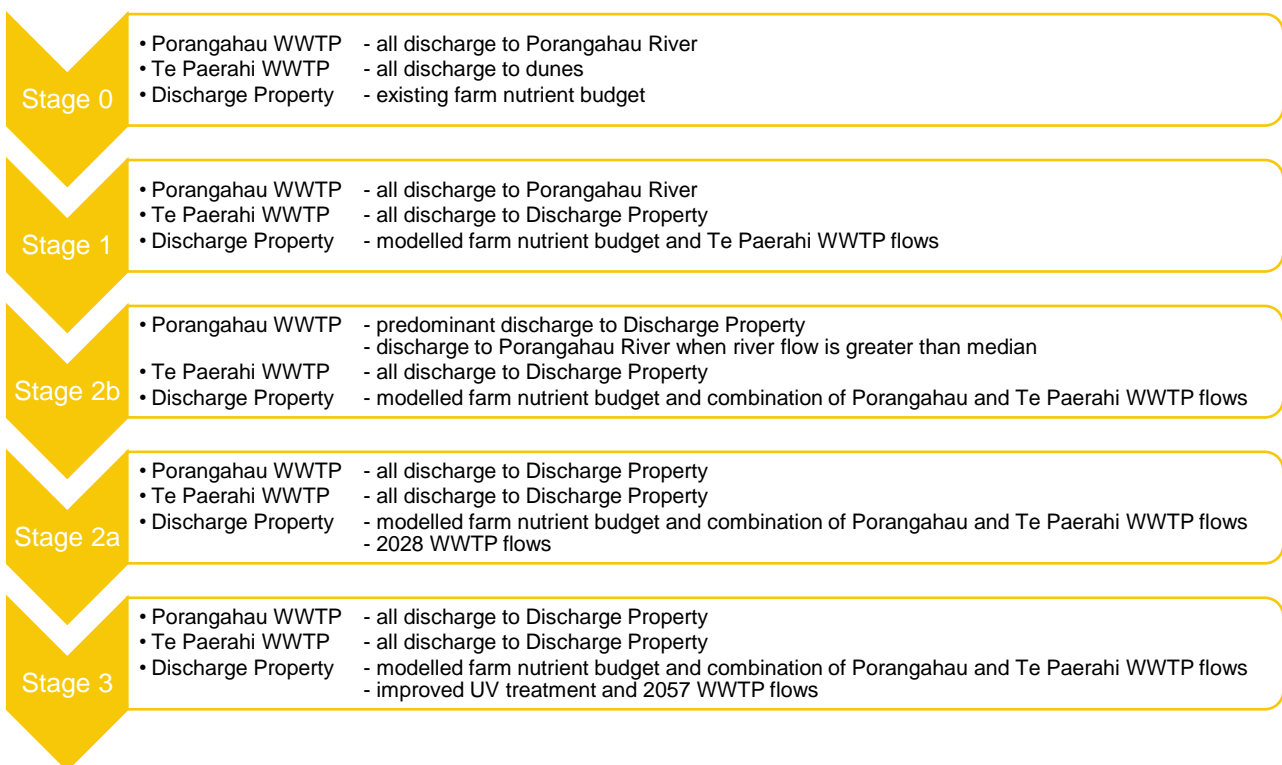 Stage 0
• Porangahau WWTP - all discharge to Porangahau River
• Te Paerahi WWTP - all discharge to dunes
• Discharge Property - existing farm nutrient budget
Stage 1
• Porangahau WWTP - all discharge to Porangahau River
• Te Paerahi WWTP - all discharge to Discharge Property
• Discharge Property - modelled farm nutrient budget and Te Paerahi WWTP flows
Stage 2b
• Porangahau WWTP - predominant discharge to Discharge Property
- discharge to Porangahau River when river flow is greater than median
• Te Paerahi WWTP - all discharge to Discharge Property
• Discharge Property - modelled farm nutrient budget and combination of Porangahau and Te Paerahi WWTP flows
Stage 2a
• Porangahau WWTP - all discharge to Discharge Property
• Te Paerahi WWTP - all discharge to Discharge Property
• Discharge Property - modelled farm nutrient budget and combination of Porangahau and Te Paerahi WWTP flows
- 2028 WWTP flows
Stage 3
• Porangahau WWTP - all discharge to Discharge Property
• Te Paerahi WWTP - all discharge to Discharge Property
• Discharge Property - modelled farm nutrient budget and combination of Porangahau and Te Paerahi WWTP flows
- improved UV treatment and 2057 WWTP flows